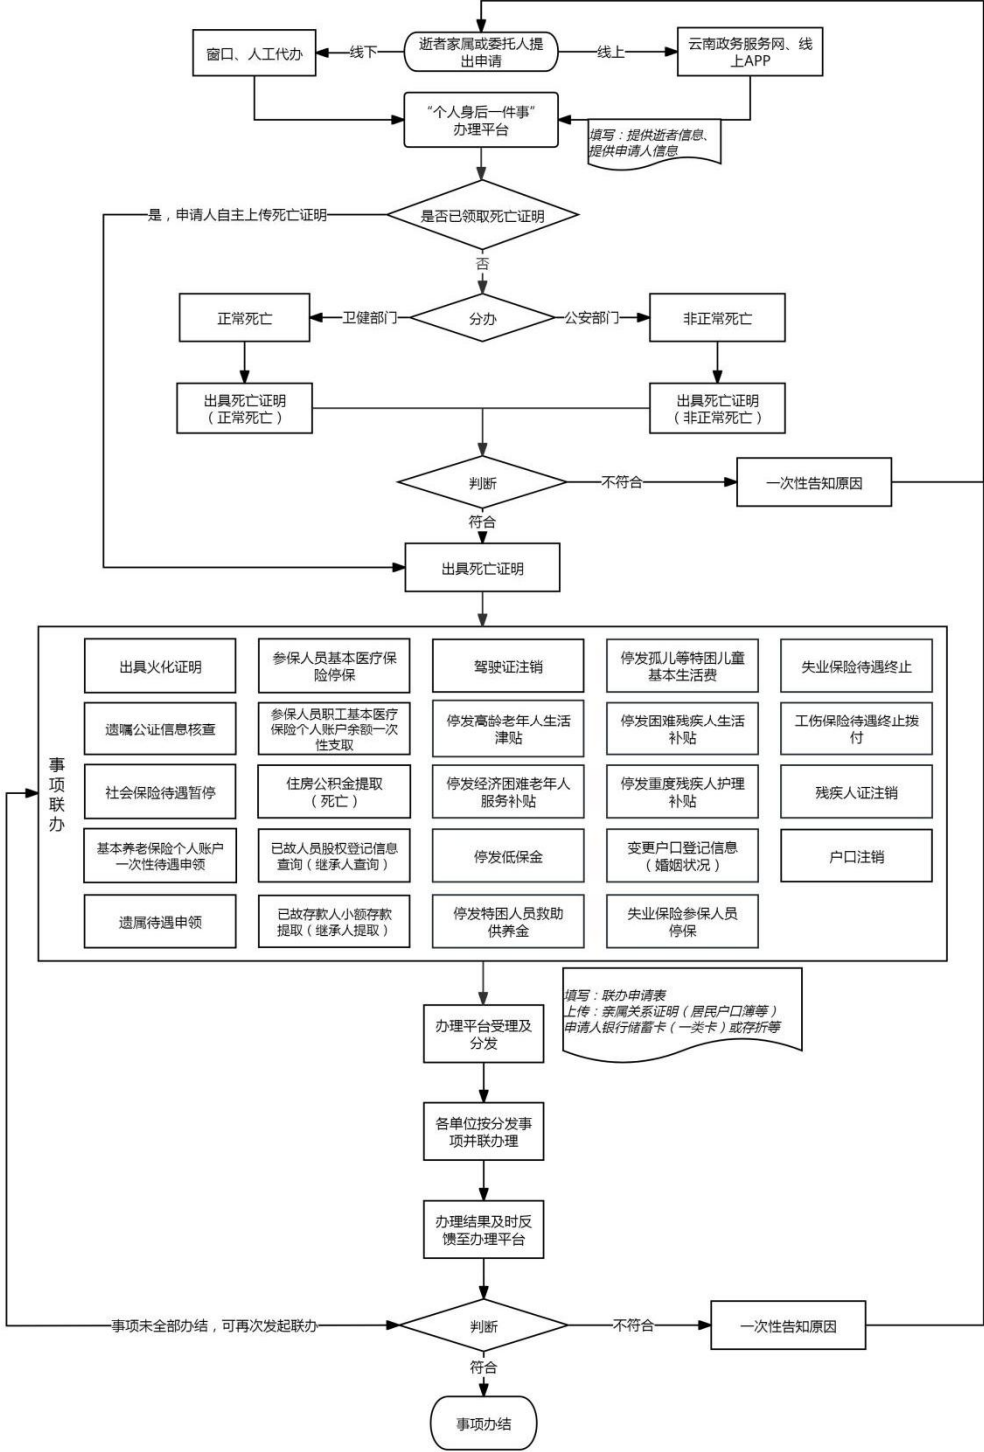 逝者家属或委托人提
出申请
线下
线上
窗口、人工代办
云南政务服务网、线
上APP
“个人身后一件事”
办理平台
填写：提供逝者信息、
提供申请人信息
是否已领取死亡证明
是，申请人自主上传死亡证明
否
分办
卫健部门
公安部门
正常死亡
非正常死亡
出具死亡证明
（正常死亡）
出具死亡证明
（非正常死亡）
判断
不符合
一次性告知原因
符合
出具死亡证明
事
项
联
办
出具火化证明
参保人员基本医疗保
险停保
驾驶证注销
停发孤儿等特困儿童
基本生活费
失业保险待遇终止
遗嘱公证信息核查
参保人员职工基本医疗
保险个人账户余额一次
性支取
停发高龄老年人生活
津贴
停发困难残疾人生活
补贴
工伤保险待遇终止拨
付
社会保险待遇暂停
住房公积金提取
（死亡）
停发经济困难老年人
服务补贴
停发重度残疾人护理
补贴
残疾人证注销
基本养老保险个人账户
一次性待遇申领
已故人员股权登记信息
查询（继承人查询）
停发低保金
变更户口登记信息
（婚姻状况）
户口注销
遗属待遇申领
已故存款人小额存款
提取（继承人提取）
停发特困人员救助
供养金
失业保险参保人员
停保
填写：联办申请表
上传：亲属关系证明（居民户口簿等）
申请人银行储蓄卡（一类卡）或存折等
办理平台受理及
分发
各单位按分发事
项并联办理
办理结果及时反
馈至办理平台
事项未全部办结，可再次发起联办
判断
不符合
一次性告知原因
符合
事项办结